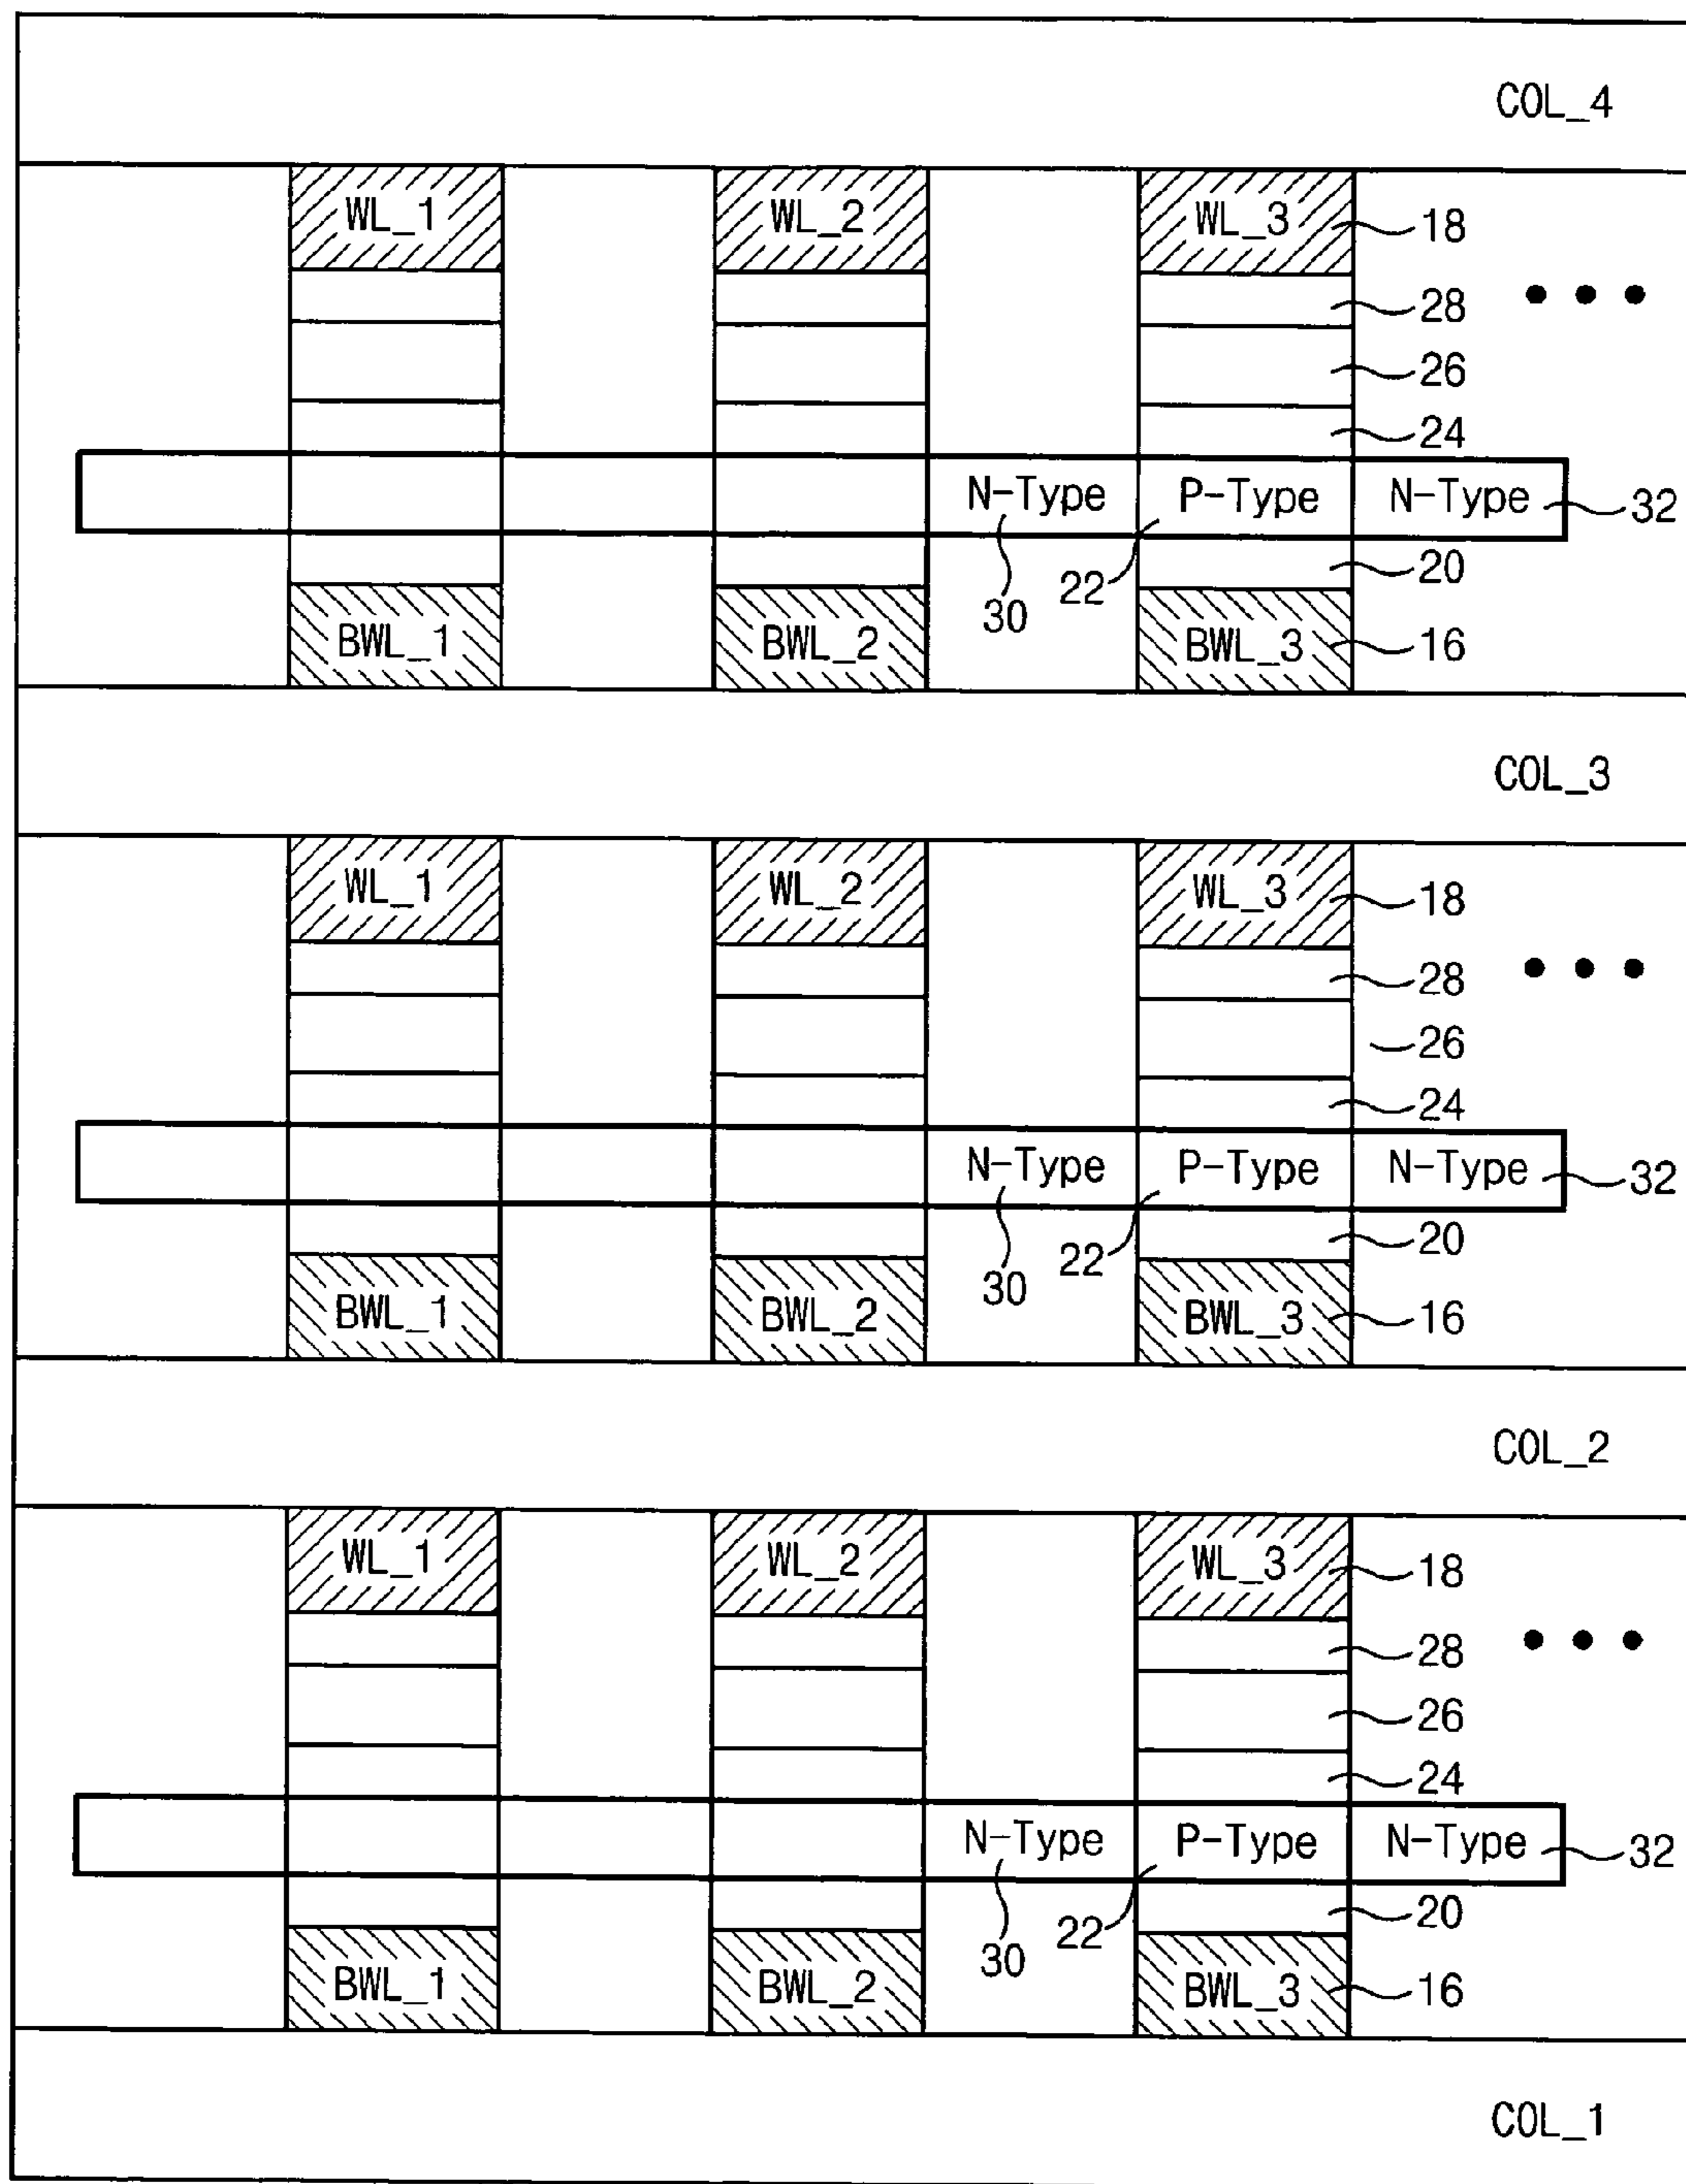 COL_4
WL_1 WL_2 WL_3 18
28
26
24
N-Type P-Type N-Type 32
20
30 22
BWL_1 BWL_2 BWL_3 16
COL_3
WL_1 WL_2 WL_3 18
28
26
24
N-Type P-Type N-Type 32
20
30 22
BWL_1 BWL_2 BWL_3 16
COL_2
WL_1 WL_2 WL_3 18
28
26
24
N-Type P-Type N-Type 32
20
30 22
BWL_1 BWL_2 BWL_3 16
COL_1